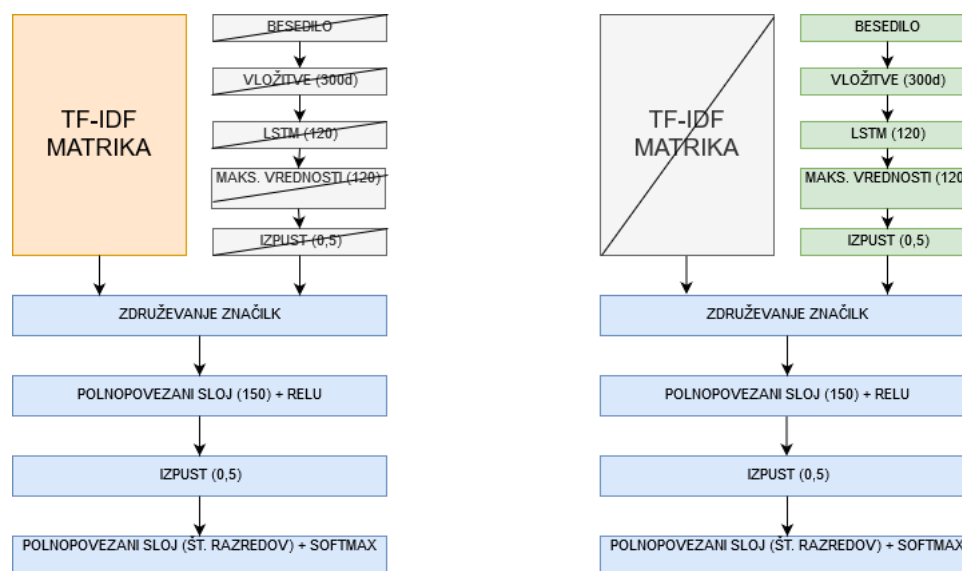 TF-IDF
MATRIKA
BESEDILO
VLOŽITVE (300d)
LSTM (120)
MAKS. VREDNOSTI (120)
IZPUST (0,5)
ZDRUŽEVANJE ZNAČILK
POLNOPOVEZANI SLOJ (150) + RELU
IZPUST (0,5)
POLNOPOVEZANI SLOJ (ŠT. RAZREDOV) + SOFTMAX
TF-IDF
MATRIKA
BESEDILO
VLOŽITVE (300d)
LSTM (120)
MAKS. VREDNOSTI (120
IZPUST (0,5)
ZDRUŽEVANJE ZNAČILK
POLNOPOVEZANI SLOJ (150) + RELU
IZPUST (0,5)
POLNOPOVEZANI SLOJ (ŠT. RAZREDOV) + SOFTMAX